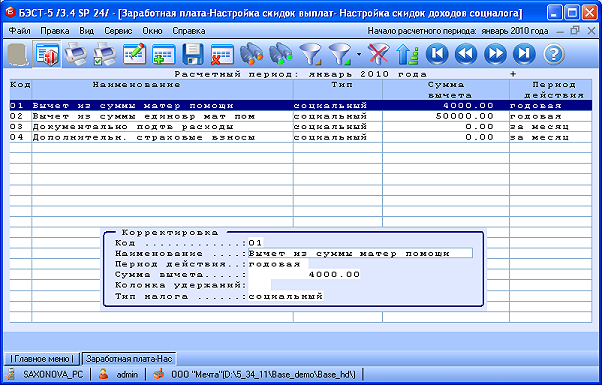 БЭСТ-5 /3.4 SP 24/ - [Заработная плата-Настройка скидок выплат- Настройка скидок доходов соцналога]
Файл Правка Вид Сервис Окно Справка Начало расчетного периода: январь 2010 года
Расчетный период: январь 2010 года +
Код Наименование Тип Сумма вычета Период действия
01 Вычет из суммы матер помощи социальный 4000.00 годовая
02 Вычет из суммы единовр мат пом социальный 50000.00 годовая
03 Документально подтв расходы социальный 0.00 за месяц
04 Дополнительн. страховые взносы социальный 0.00 за месяц
Корректировка
Код ..............:01
Наименование ....:Вычет из суммы матер помощи
Период действия..:годовая
Сумма вычета.....: 4000.00
Колонка удержаний:
Тип налога ......:социальный
| Главное меню | Заработная плата-Нас
SAXONOVA_PC admin ООО "Мечта"(D:\5_34_11\Base_demo\Base_hd\)